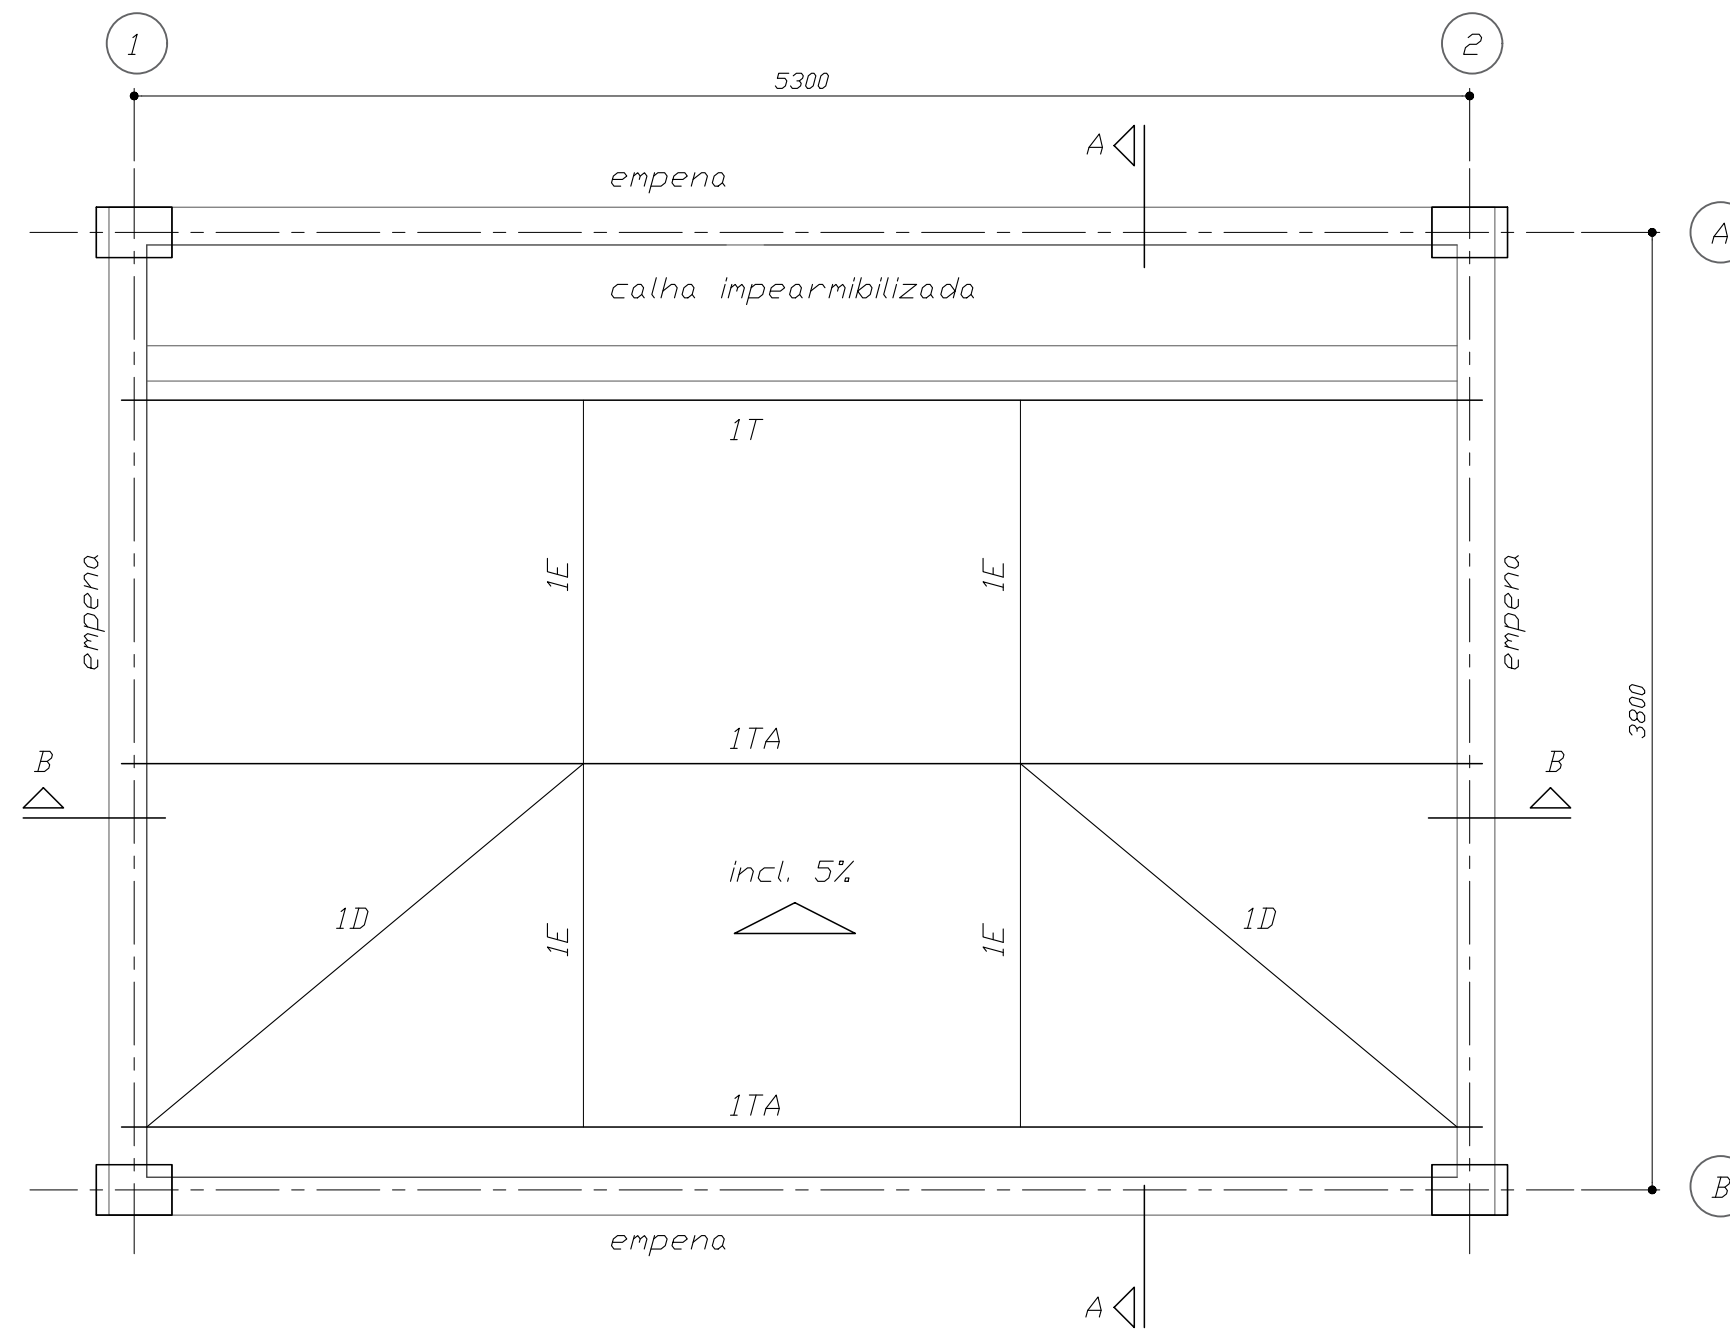 1
2
5300
A
empena
A
calha impearmibilizada
1T
1E
1E
empena
empena
3800
1TA
B
B
incl. 5%
1D
1D
1E
1E
1TA
B
empena
A